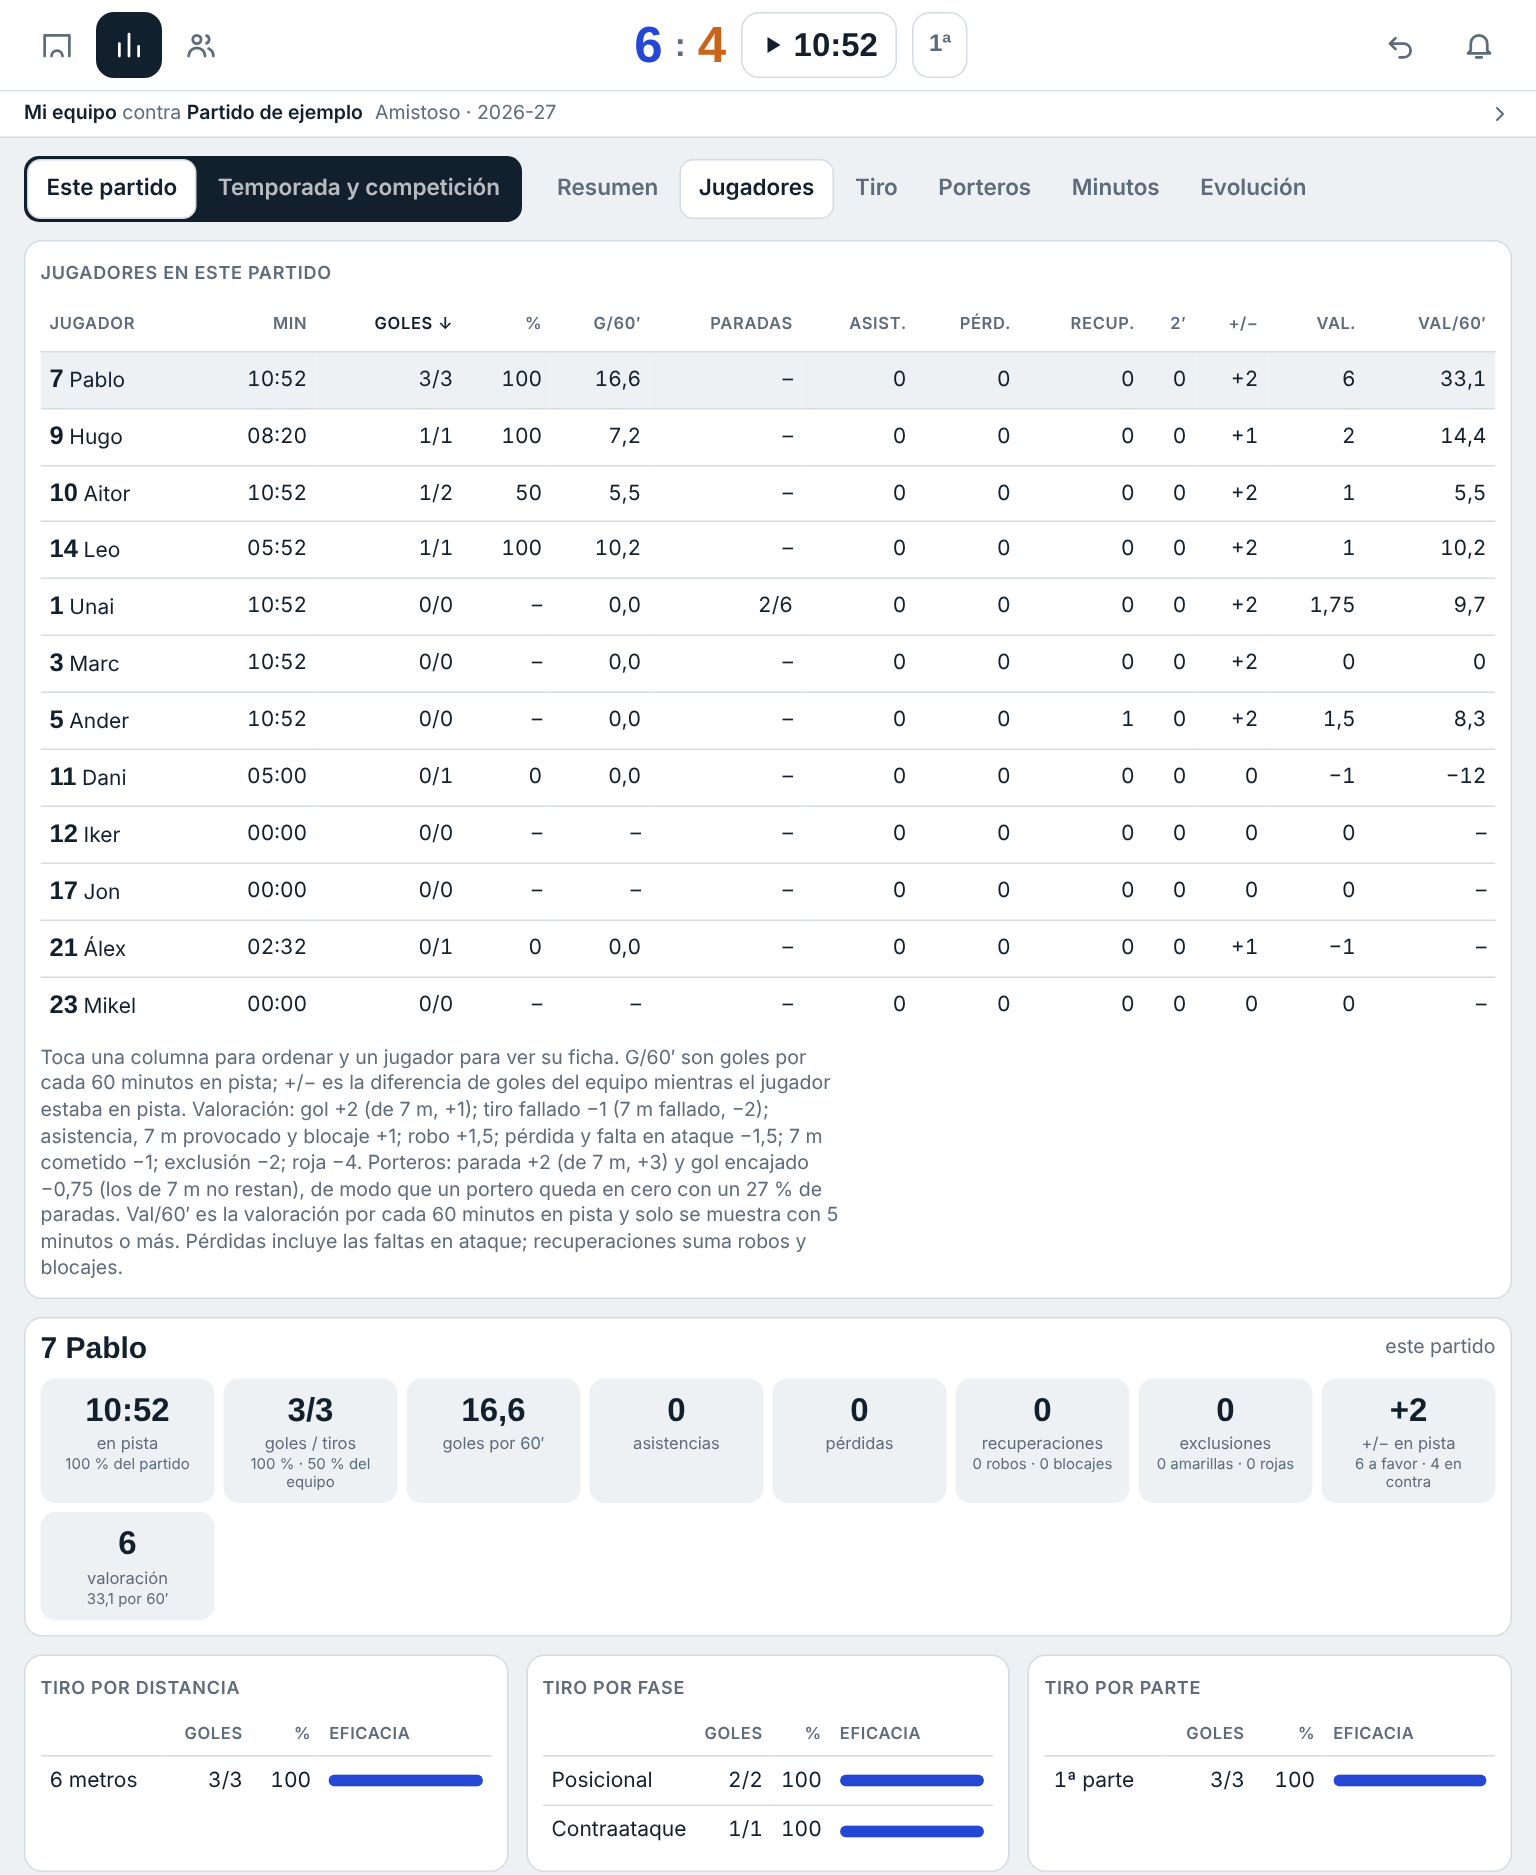 6 : 4 10:52 1ª
Mi equipo contra Partido de ejemplo Amistoso · 2026-27
Este partido Temporada y competición Resumen Jugadores Tiro Porteros Minutos Evolución
JUGADORES EN ESTE PARTIDO
JUGADOR MIN GOLES ↓ % G/60′ PARADAS ASIST. PÉRD. RECUP. 2′ +/− VAL. VAL/60′
7 Pablo 10:52 3/3 100 16,6 – 0 0 0 0 +2 6 33,1
9 Hugo 08:20 1/1 100 7,2 – 0 0 0 0 +1 2 14,4
10 Aitor 10:52 1/2 50 5,5 – 0 0 0 0 +2 1 5,5
14 Leo 05:52 1/1 100 10,2 – 0 0 0 0 +2 1 10,2
1 Unai 10:52 0/0 – 0,0 2/6 0 0 0 0 +2 1,75 9,7
3 Marc 10:52 0/0 – 0,0 – 0 0 0 0 +2 0 0
5 Ander 10:52 0/0 – 0,0 – 0 0 1 0 +2 1,5 8,3
11 Dani 05:00 0/1 0 0,0 – 0 0 0 0 0 −1 −12
12 Iker 00:00 0/0 – – – 0 0 0 0 0 0 –
17 Jon 00:00 0/0 – – – 0 0 0 0 0 0 –
21 Álex 02:32 0/1 0 0,0 – 0 0 0 0 +1 −1 –
23 Mikel 00:00 0/0 – – – 0 0 0 0 0 0 –
Toca una columna para ordenar y un jugador para ver su ficha. G/60′ son goles por
cada 60 minutos en pista; +/− es la diferencia de goles del equipo mientras el jugador
estaba en pista. Valoración: gol +2 (de 7 m, +1); tiro fallado −1 (7 m fallado, −2);
asistencia, 7 m provocado y blocaje +1; robo +1,5; pérdida y falta en ataque −1,5; 7 m
cometido −1; exclusión −2; roja −4. Porteros: parada +2 (de 7 m, +3) y gol encajado
−0,75 (los de 7 m no restan), de modo que un portero queda en cero con un 27 % de
paradas. Val/60′ es la valoración por cada 60 minutos en pista y solo se muestra con 5
minutos o más. Pérdidas incluye las faltas en ataque; recuperaciones suma robos y
blocajes.
7 Pablo este partido
10:52 3/3 16,6 0 0 0 0 +2
en pista goles / tiros goles por 60′ asistencias pérdidas recuperaciones exclusiones +/− en pista
100 % del partido 100 % · 50 % del 0 robos · 0 blocajes 0 amarillas · 0 rojas 6 a favor · 4 en
equipo contra
6
valoración
33,1 por 60′
TIRO POR DISTANCIA TIRO POR FASE TIRO POR PARTE
GOLES % EFICACIA GOLES % EFICACIA GOLES % EFICACIA
6 metros 3/3 100 Posicional 2/2 100 1ª parte 3/3 100
Contraataque 1/1 100